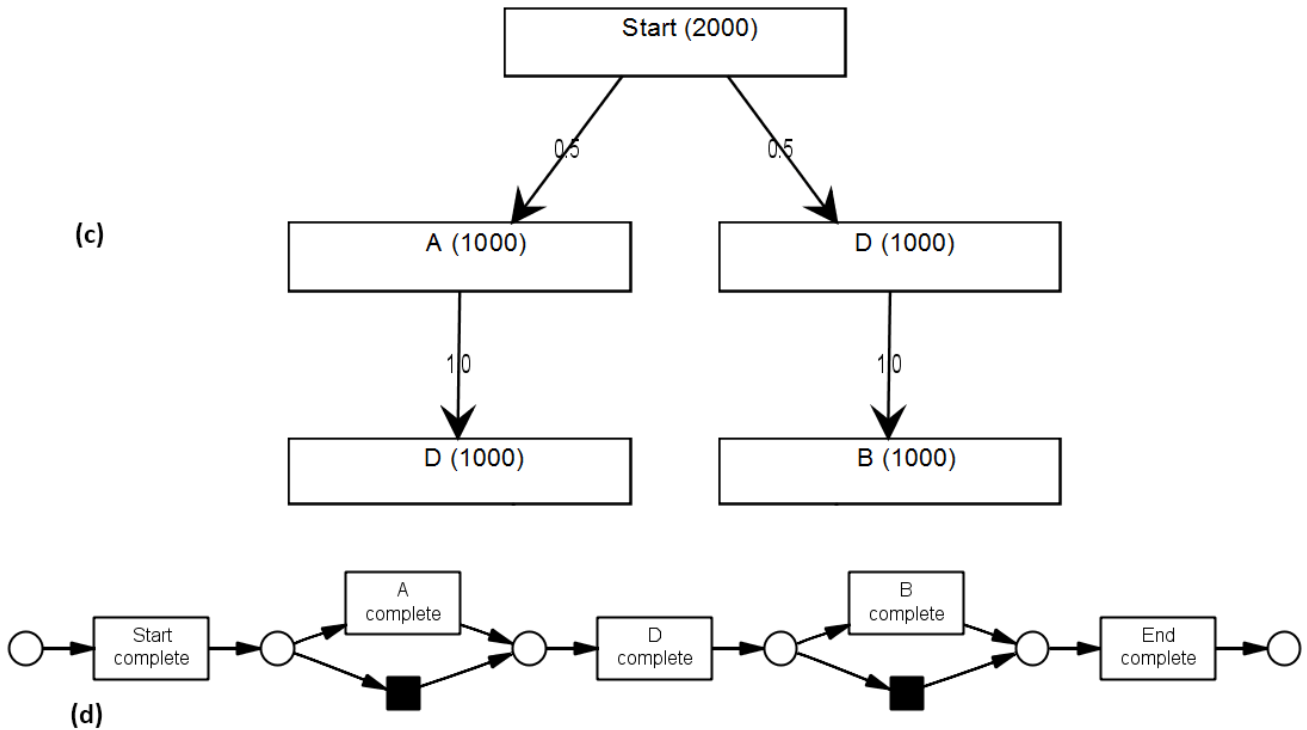 Start (2000)
0.5
0.5
(c)
A (1000)
D (1000)
1.0
1.0
D (1000)
B (1000)
A
complete
B
complete
Start
complete
D
complete
End
complete
(d)